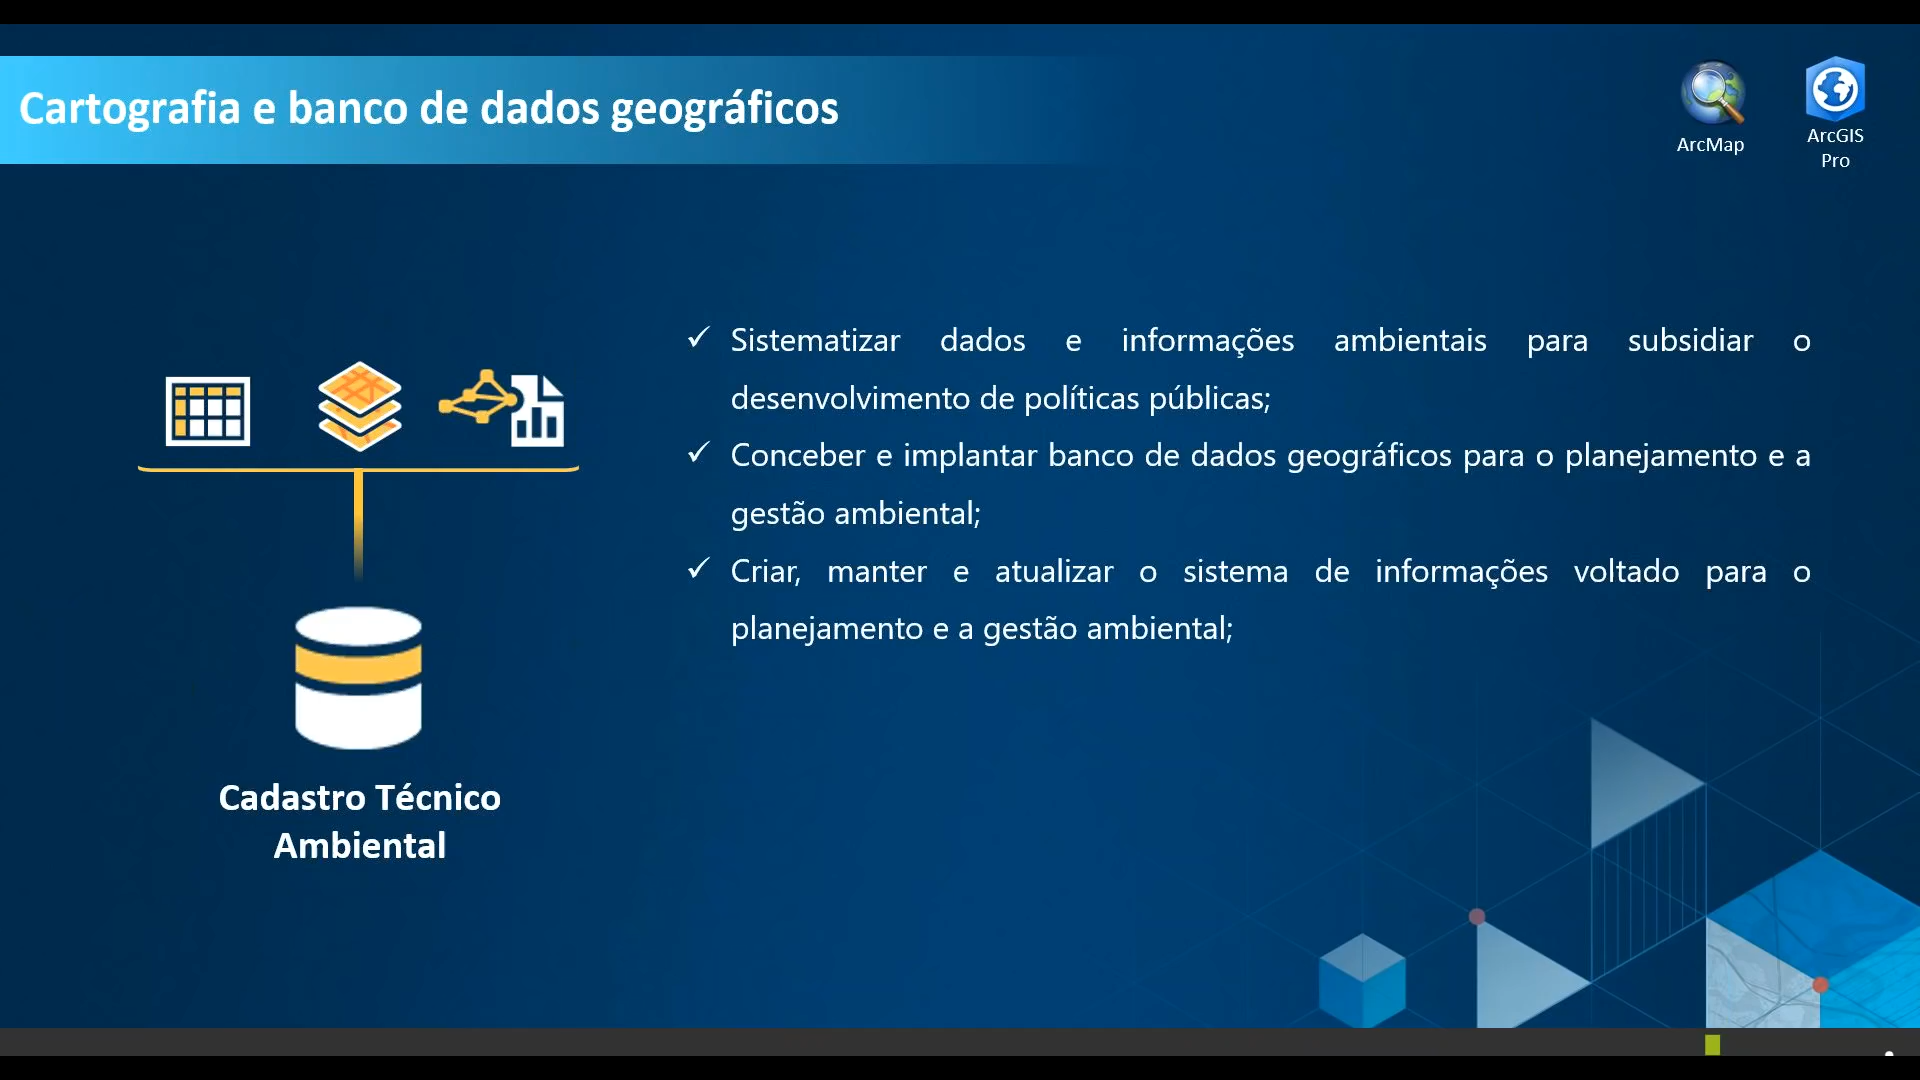 Cartografia e banco de dados geográficos
ArcMap
ArcGIS
Pro
✓ Sistematizar dados e informações ambientais para subsidiar o
desenvolvimento de políticas públicas;
✓ Conceber e implantar banco de dados geográficos para o planejamento e a
gestão ambiental;
✓ Criar, manter e atualizar o sistema de informações voltado para o
planejamento e a gestão ambiental;
Cadastro Técnico
Ambiental